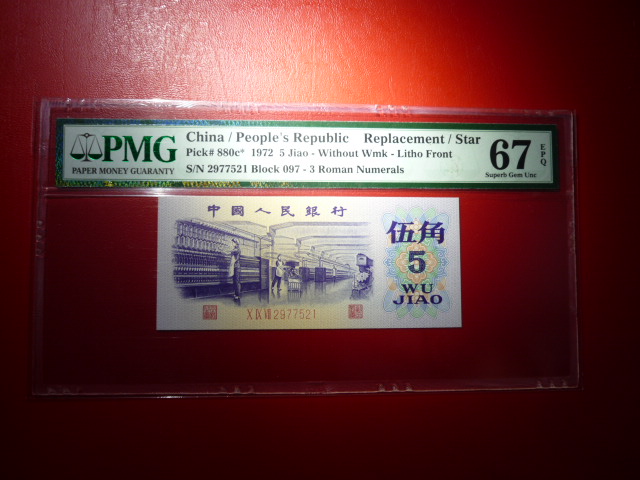 PMG
PAPER MONEY GUARANTY
China / People's Republic Replacement / Star
Pick# 880c* 1972 5 Jiao - Without Wmk - Litho Front
S/N 2977521 Block 097 - 3 Roman Numerals
67 EPQ
Superb Gem Unc
中國人民銀行
伍角
5
WU
JIAO
X IX VII 2977521